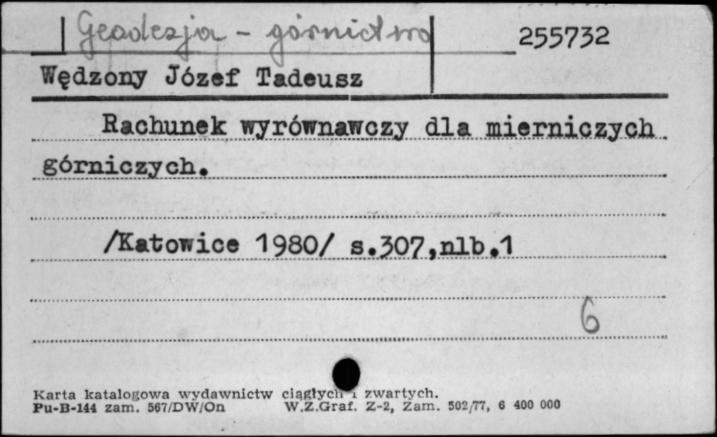 Geodezja - górnictwo
255732
Wędzony Józef Tadeusz
Rachunek wyrównawczy dla mierniczych
górniczych.
/Katowice 1980/ s.307,nlb.1
6
Karta katalogowa wydawnictw ciągłych i zwartych.
Pu-B-144 zam. 567/DW/On W.Z.Graf. Z-2, Zam. 502/77, 6 400 000